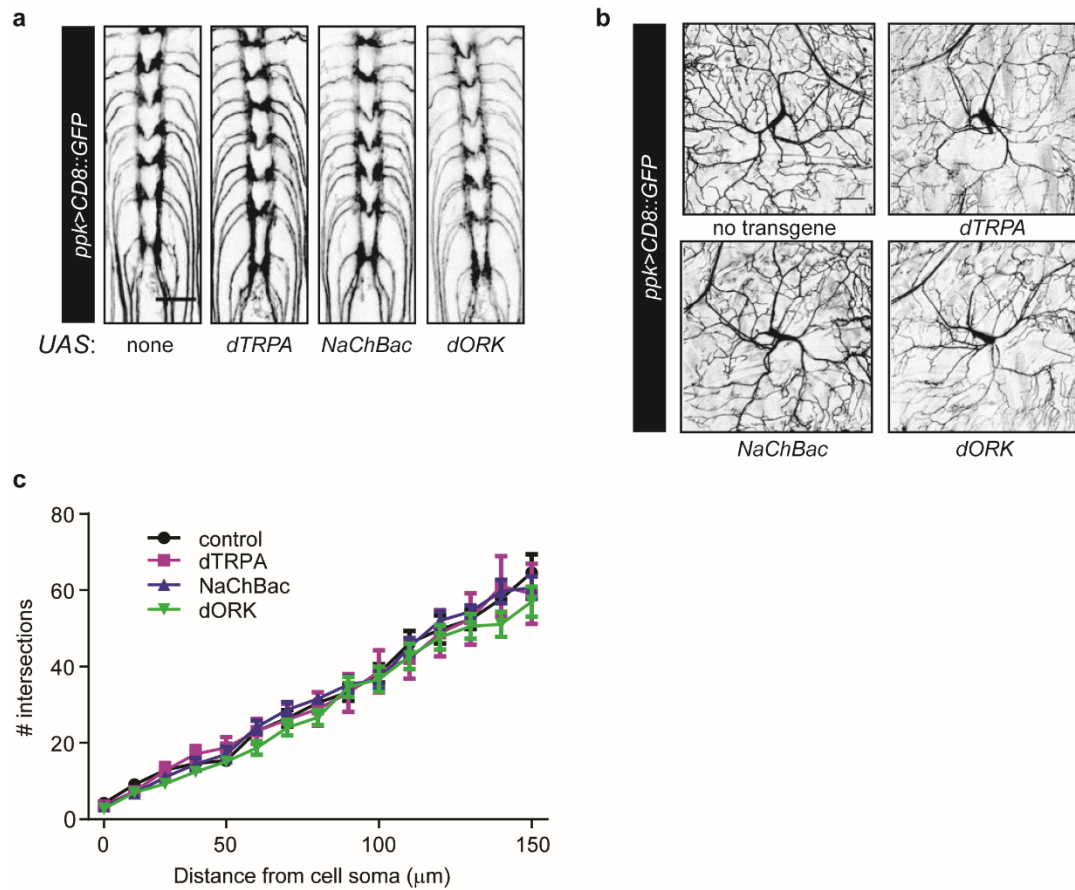 a
ppk>CD8::GFP
UAS: none dTRPA NaChBac dORK
b
ppk>CD8::GFP
no transgene dTRPA
NaChBac dORK
c
80
60
40
20
0
# intersections
control
dTRPA
NaChBac
dORK
0 50 100 150
Distance from cell soma (μm)